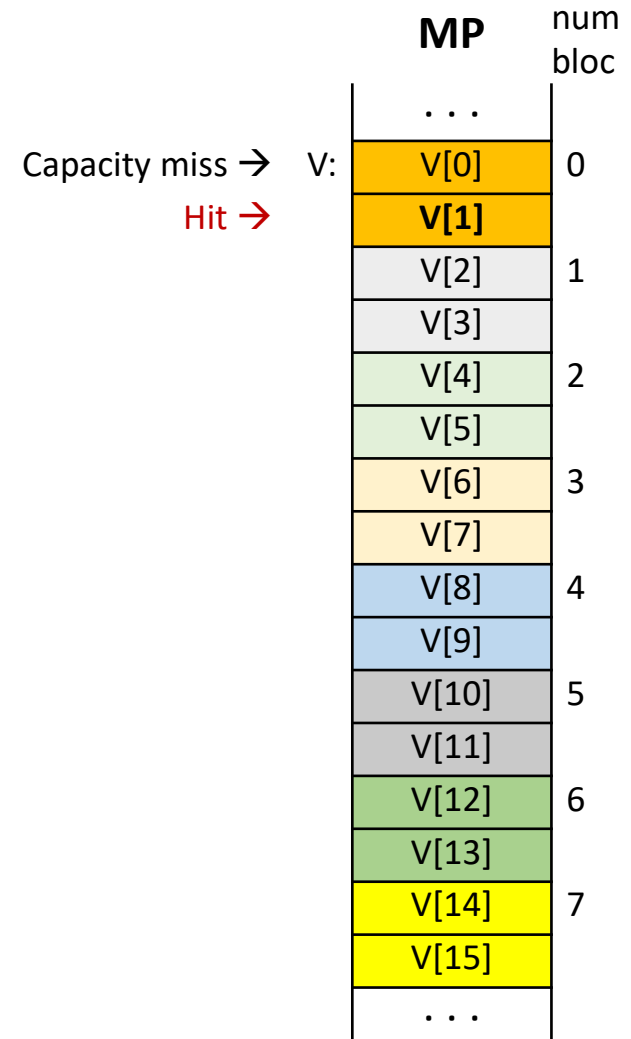 MP
num
bloc
. . .
Capacity miss → V: V[0] 0
Hit → V[1]
V[2] 1
V[3]
V[4] 2
V[5]
V[6] 3
V[7]
V[8] 4
V[9]
V[10] 5
V[11]
V[12] 6
V[13]
V[14] 7
V[15]
. . .